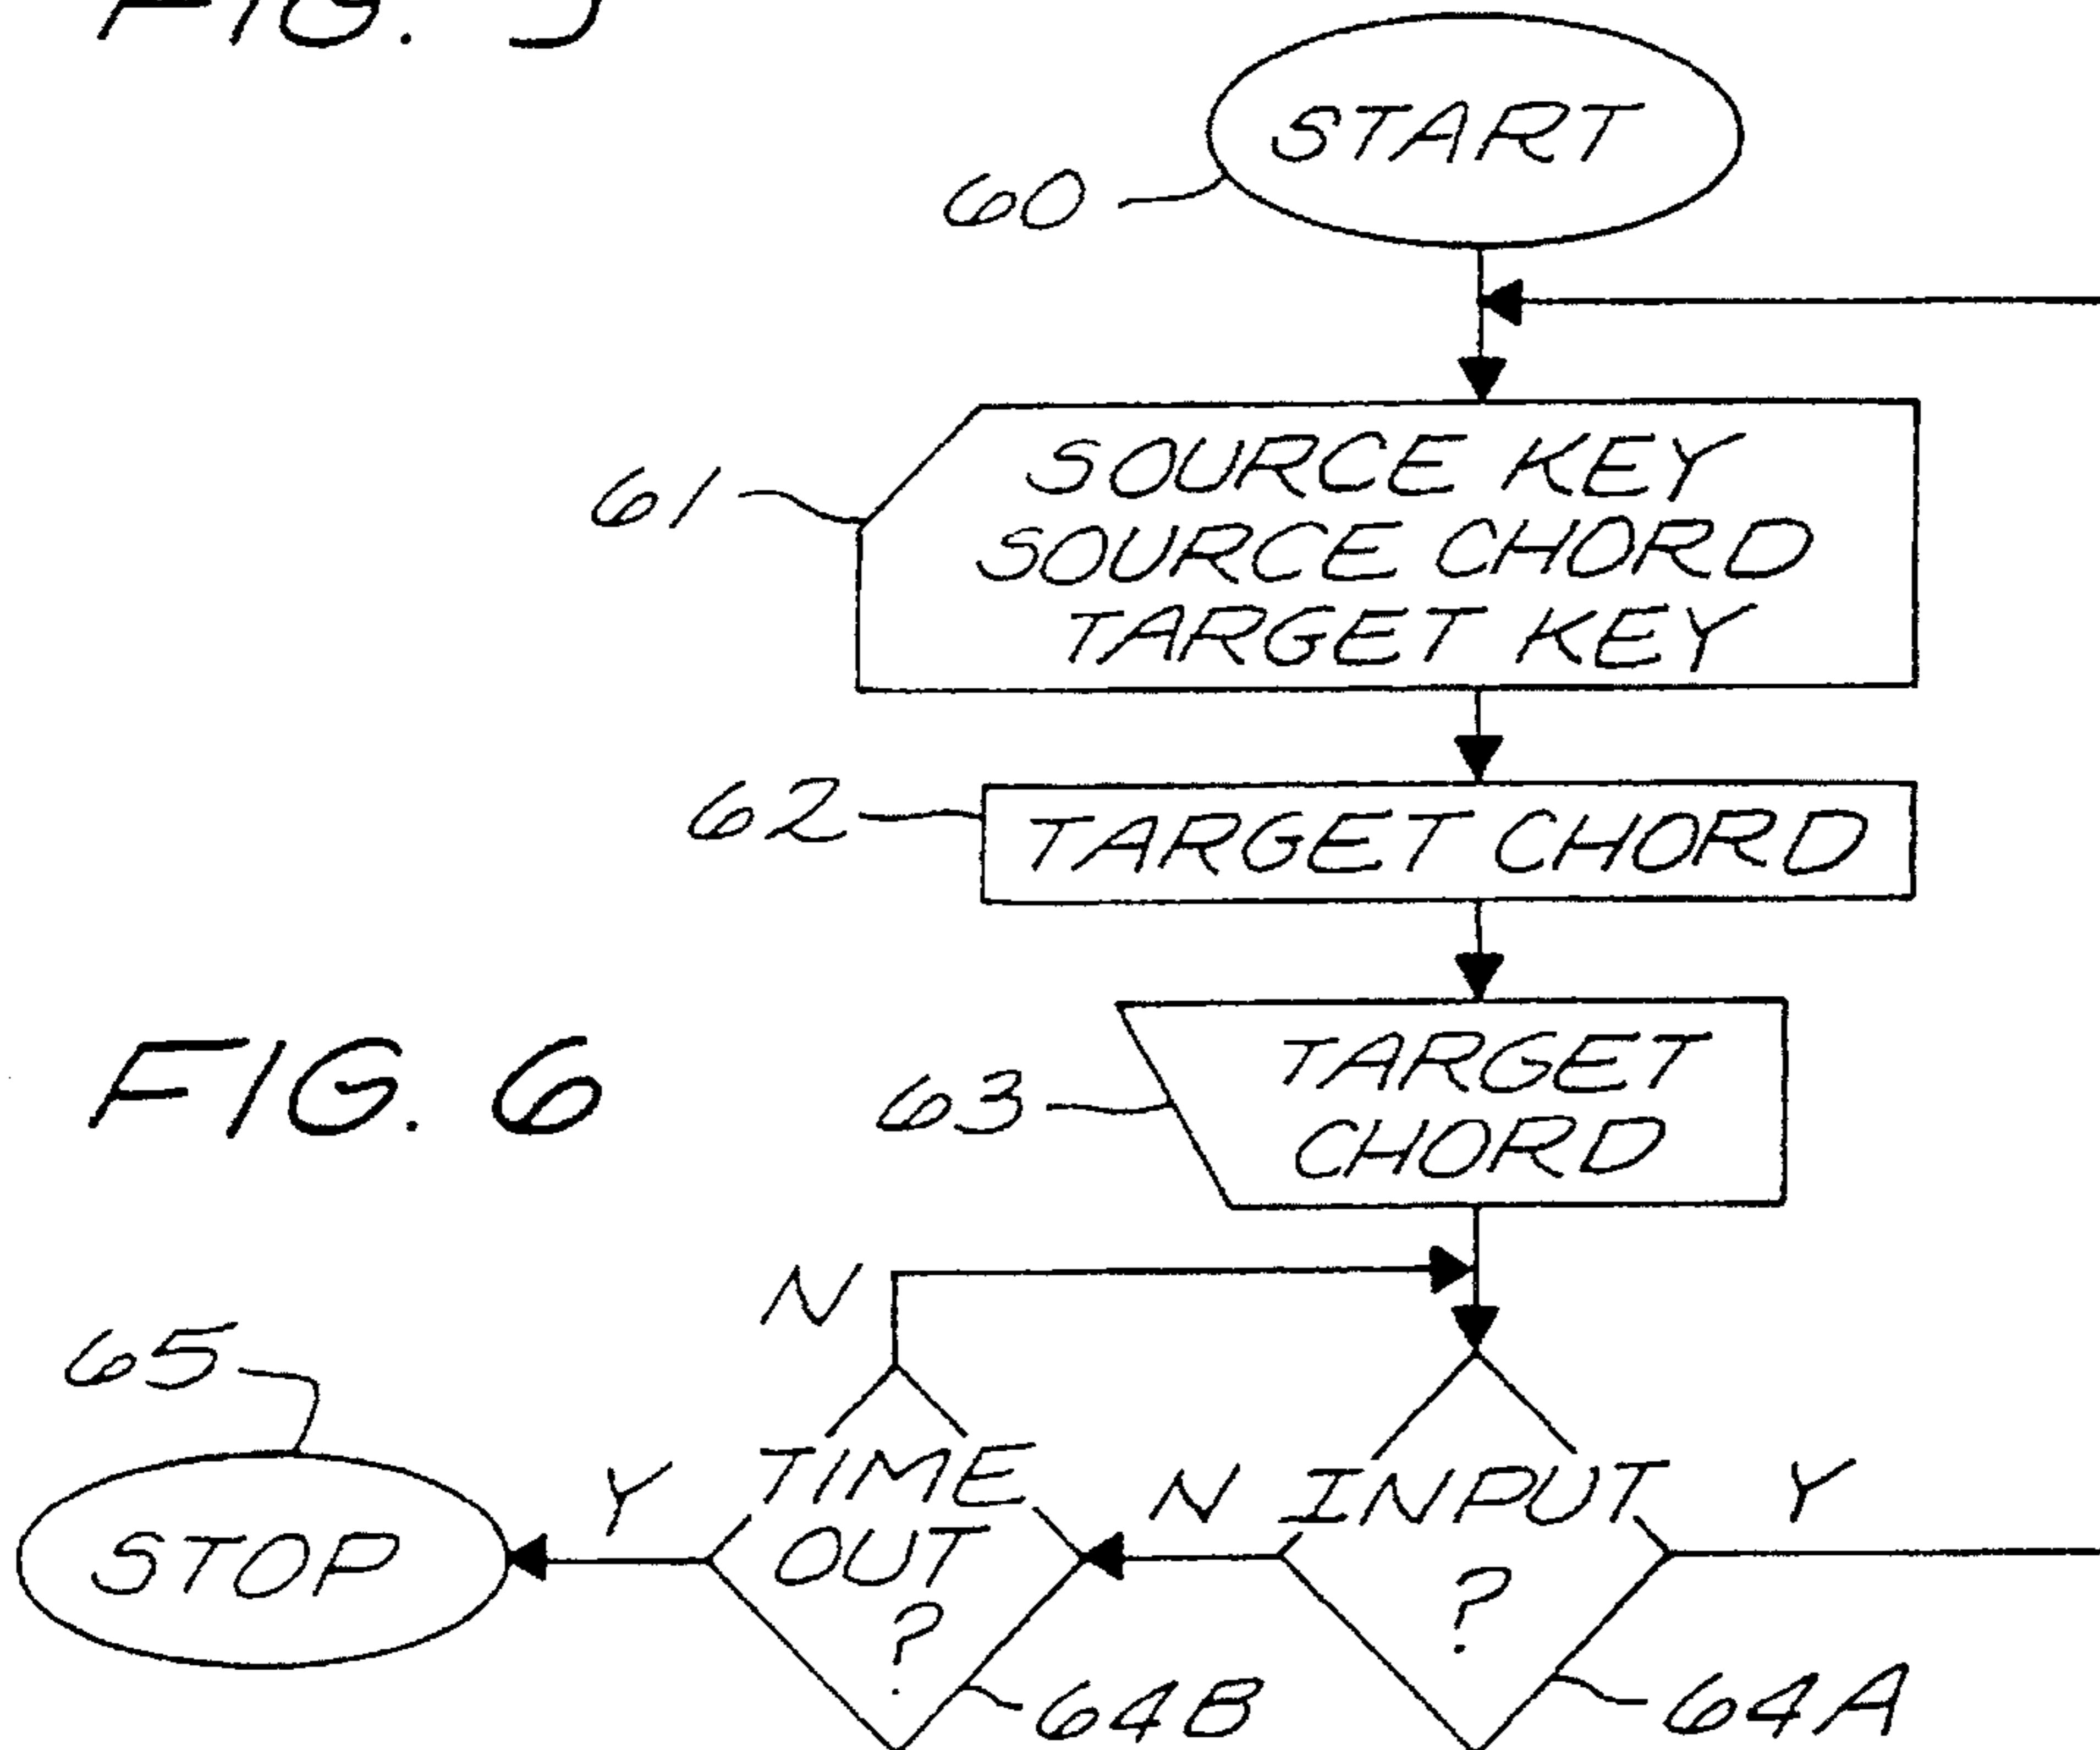 FIG. 5
START
60
61
SOURCE KEY
SOURCE CHORD
TARGET KEY
62
TARGET CHORD
FIG. 6
63
TARGET
CHORD
N
65
STOP
Y
TIME
OUT
?
N
INPUT
?
Y
64B
64A